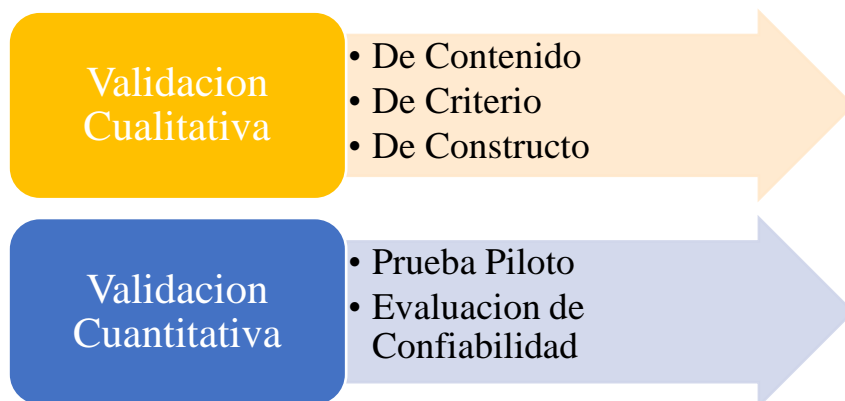 Validacion
Cualitativa
• De Contenido
• De Criterio
• De Constructo
Validacion
Cuantitativa
• Prueba Piloto
• Evaluacion de
Confiabilidad